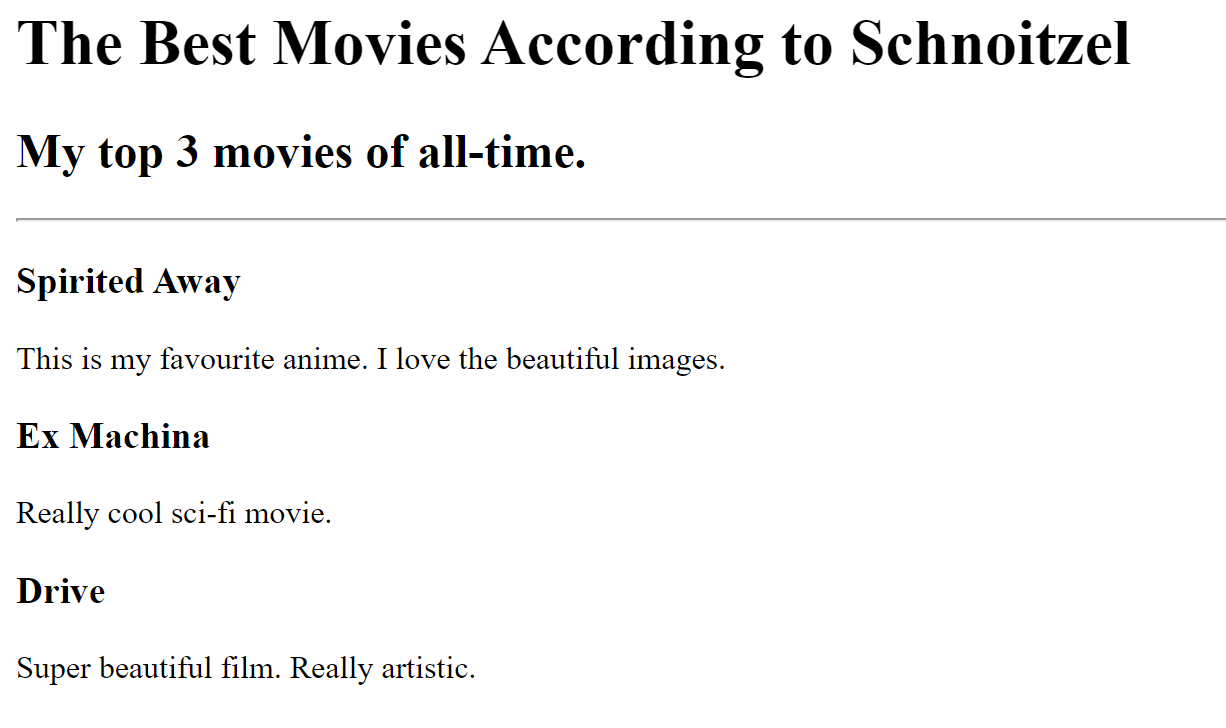 The Best Movies According to Schnoitzel
My top 3 movies of all-time.
Spirited Away
This is my favourite anime. I love the beautiful images.
Ex Machina
Really cool sci-fi movie.
Drive
Super beautiful film. Really artistic.